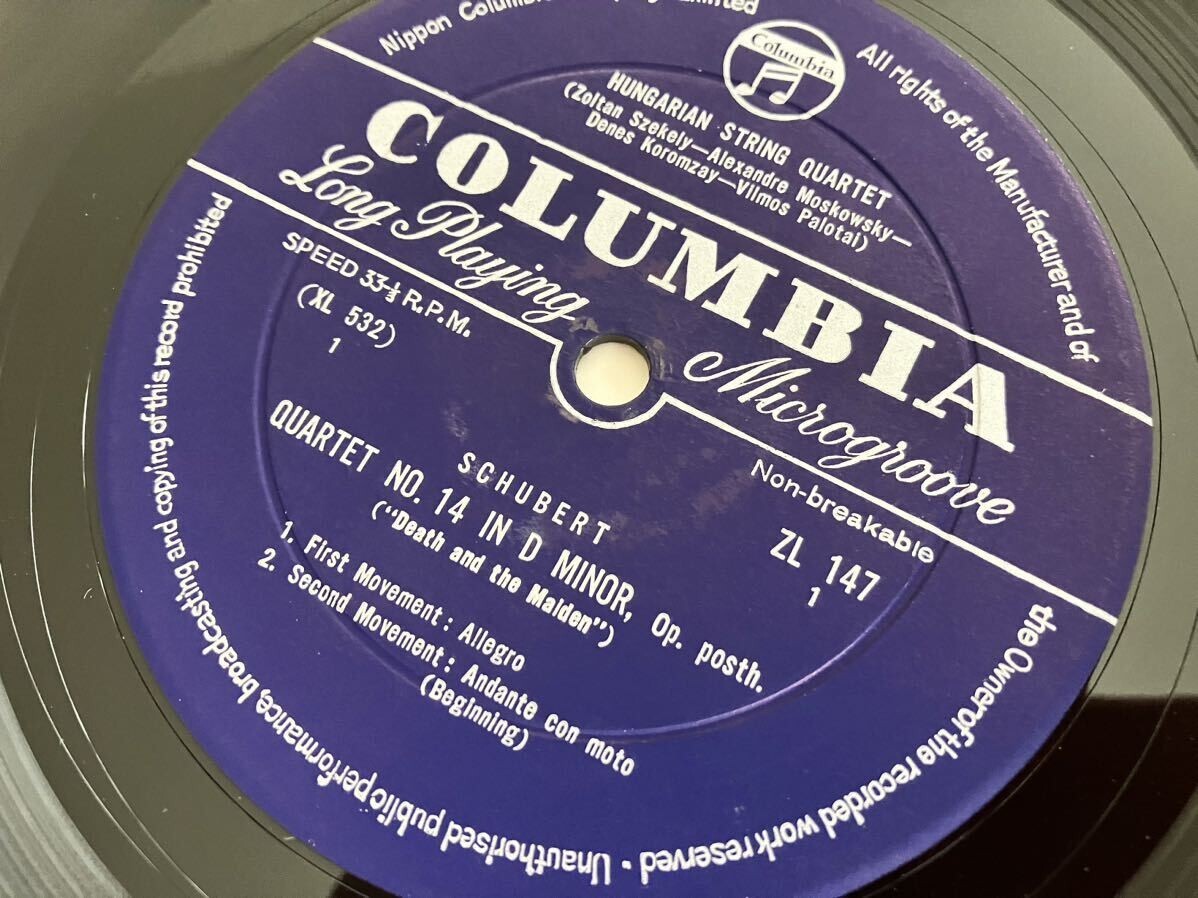 Nippon Columbia
Limited
All rights of the Manufacturer and of
the Owner of the recorded work reserved • Unauthorised public performance, broadcasting and copying of this record prohibited
Columbia
HUNGARIAN STRING QUARTET
(Zoltan Szekely—Alexandre Moskowsky—
Denes Koromzay—Vilmos Palotai)
COLUMBIA
Long Playing Microgroove
SPEED 33⅓ R.P.M.
Non-breakable
(XL 532)
1
ZL 147
1
SCHUBERT
QUARTET NO. 14 IN D MINOR, Op. posth.
("Death and the Maiden")
1. First Movement: Allegro
2. Second Movement: Andante con moto
(Beginning)